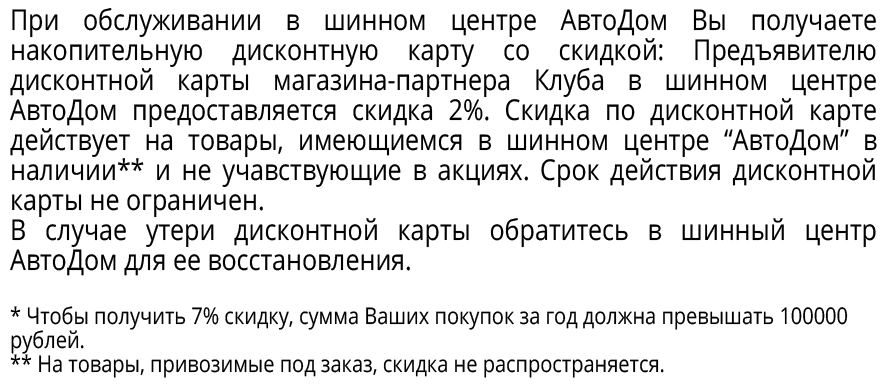 При обслуживании в шинном центре АвтоДом Вы получаете
накопительную дисконтную карту со скидкой: Предъявителю
дисконтной карты магазина-партнера Клуба в шинном центре
АвтоДом предоставляется скидка 2%. Скидка по дисконтной карте
действует на товары, имеющиемся в шинном центре “АвтоДом” в
наличии** и не учавствующие в акциях. Срок действия дисконтной
карты не ограничен.
В случае утери дисконтной карты обратитесь в шинный центр
АвтоДом для ее восстановления.
* Чтобы получить 7% скидку, сумма Ваших покупок за год должна превышать 100000
рублей.
** На товары, привозимые под заказ, скидка не распространяется.